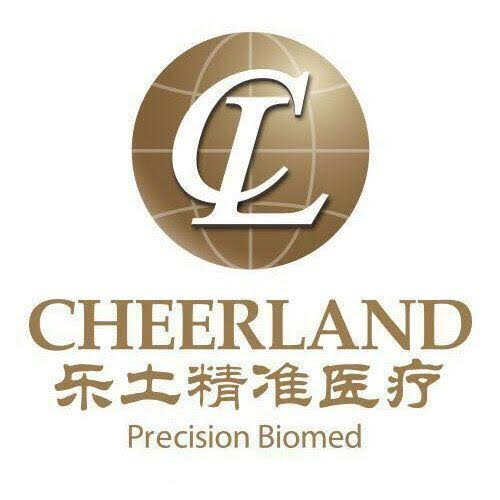 CL
CHEERLAND
乐土精准医疗
Precision Biomed